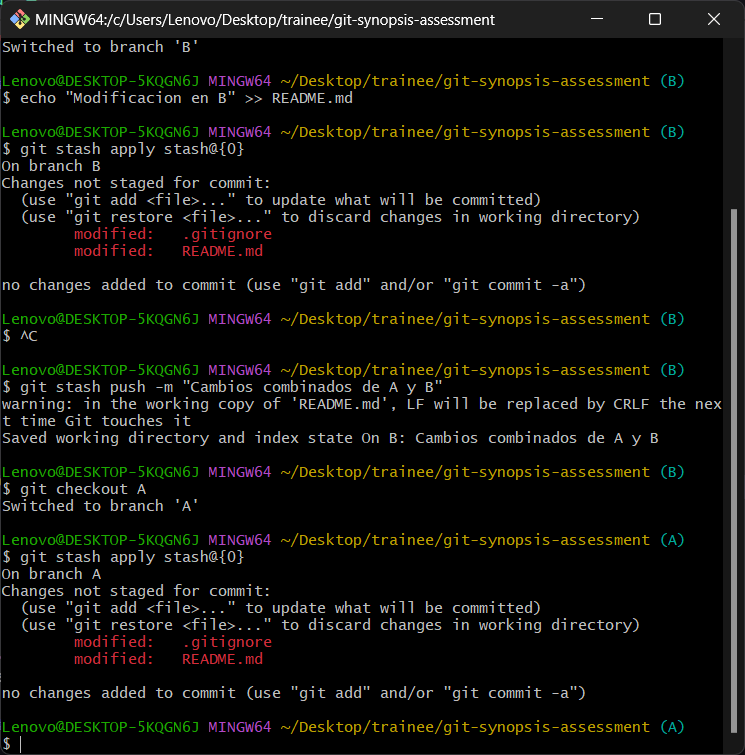 MINGW64:/c/Users/Lenovo/Desktop/trainee/git-synopsis-assessment
Switched to branch 'B'
Lenovo@DESKTOP-5KQGN6J MINGW64 ~/Desktop/trainee/git-synopsis-assessment (B)
$ echo "Modificacion en B" >> README.md
Lenovo@DESKTOP-5KQGN6J MINGW64 ~/Desktop/trainee/git-synopsis-assessment (B)
$ git stash apply stash@{0}
On branch B
Changes not staged for commit:
  (use "git add <file>..." to update what will be committed)
  (use "git restore <file>..." to discard changes in working directory)
        modified:   .gitignore
        modified:   README.md
no changes added to commit (use "git add" and/or "git commit -a")
Lenovo@DESKTOP-5KQGN6J MINGW64 ~/Desktop/trainee/git-synopsis-assessment (B)
$ ^C
Lenovo@DESKTOP-5KQGN6J MINGW64 ~/Desktop/trainee/git-synopsis-assessment (B)
$ git stash push -m "Cambios combinados de A y B"
warning: in the working copy of 'README.md', LF will be replaced by CRLF the nex
t time Git touches it
Saved working directory and index state On B: Cambios combinados de A y B
Lenovo@DESKTOP-5KQGN6J MINGW64 ~/Desktop/trainee/git-synopsis-assessment (B)
$ git checkout A
Switched to branch 'A'
Lenovo@DESKTOP-5KQGN6J MINGW64 ~/Desktop/trainee/git-synopsis-assessment (A)
$ git stash apply stash@{0}
On branch A
Changes not staged for commit:
  (use "git add <file>..." to update what will be committed)
  (use "git restore <file>..." to discard changes in working directory)
        modified:   .gitignore
        modified:   README.md
no changes added to commit (use "git add" and/or "git commit -a")
Lenovo@DESKTOP-5KQGN6J MINGW64 ~/Desktop/trainee/git-synopsis-assessment (A)
$